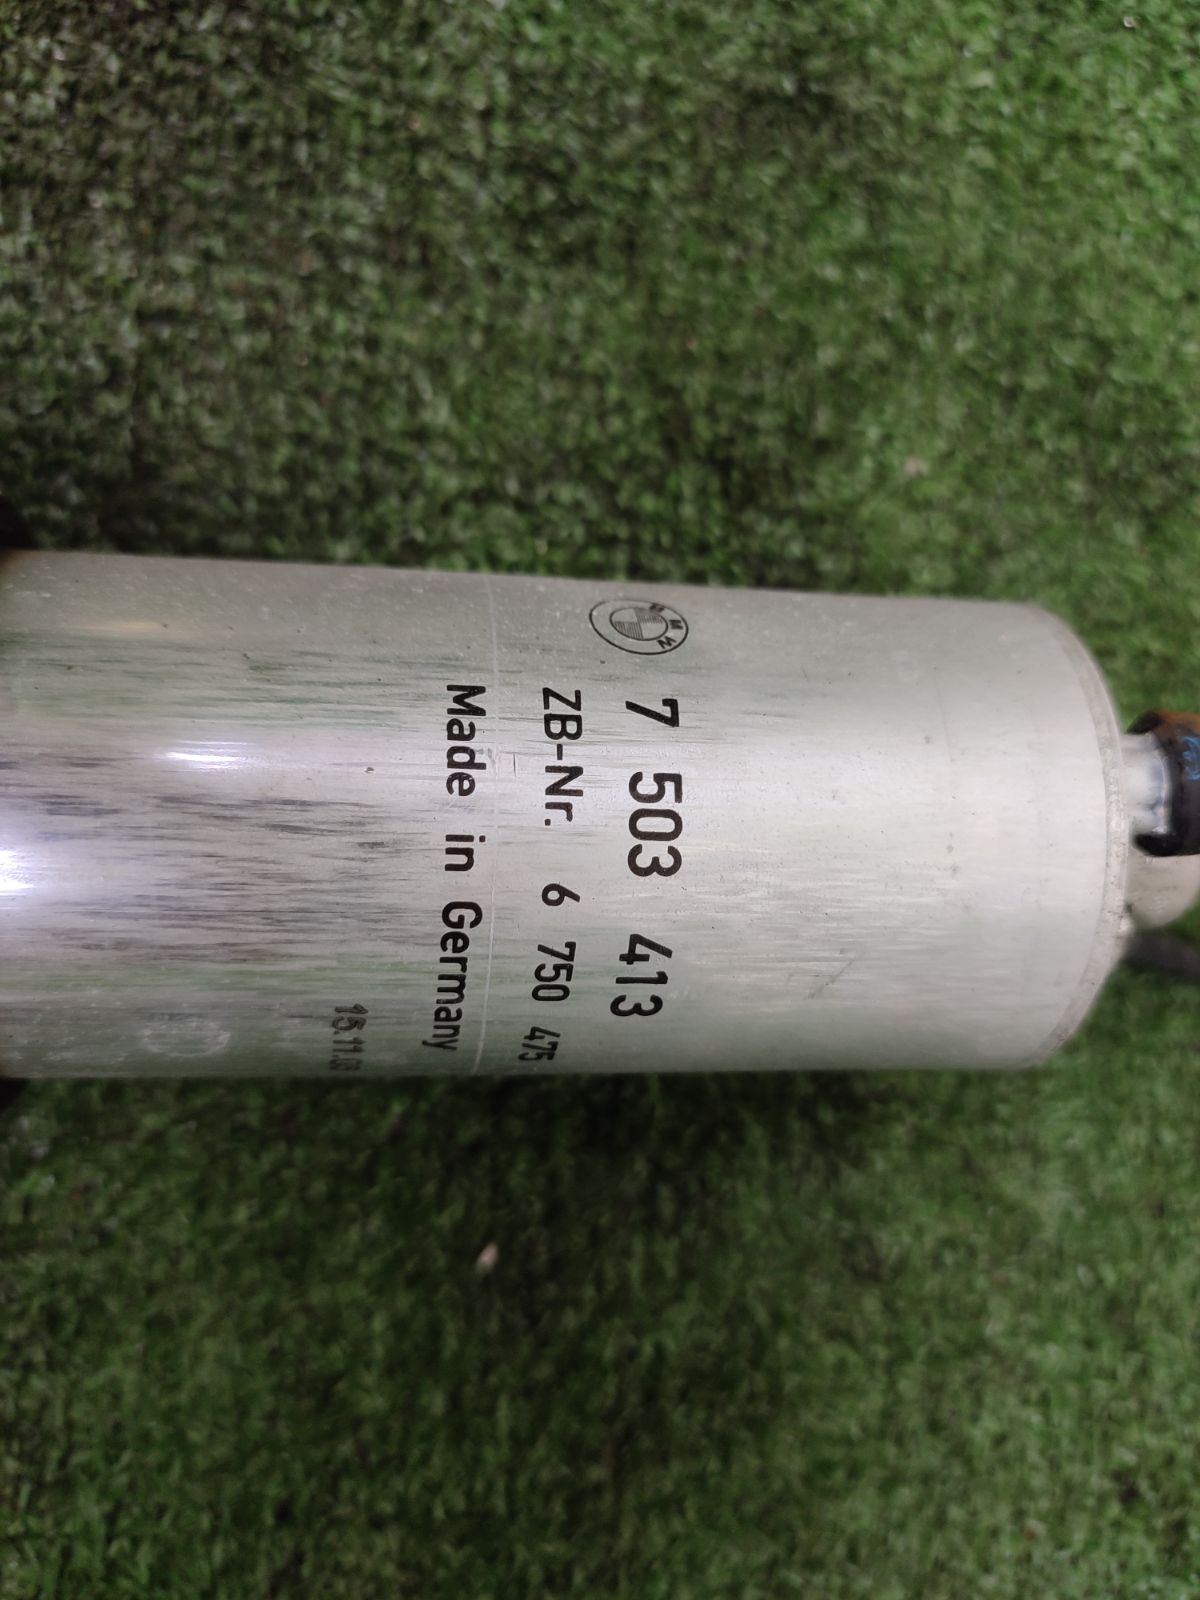 BMW
7 503 413
ZB-Nr. 6 750 475
Made in Germany